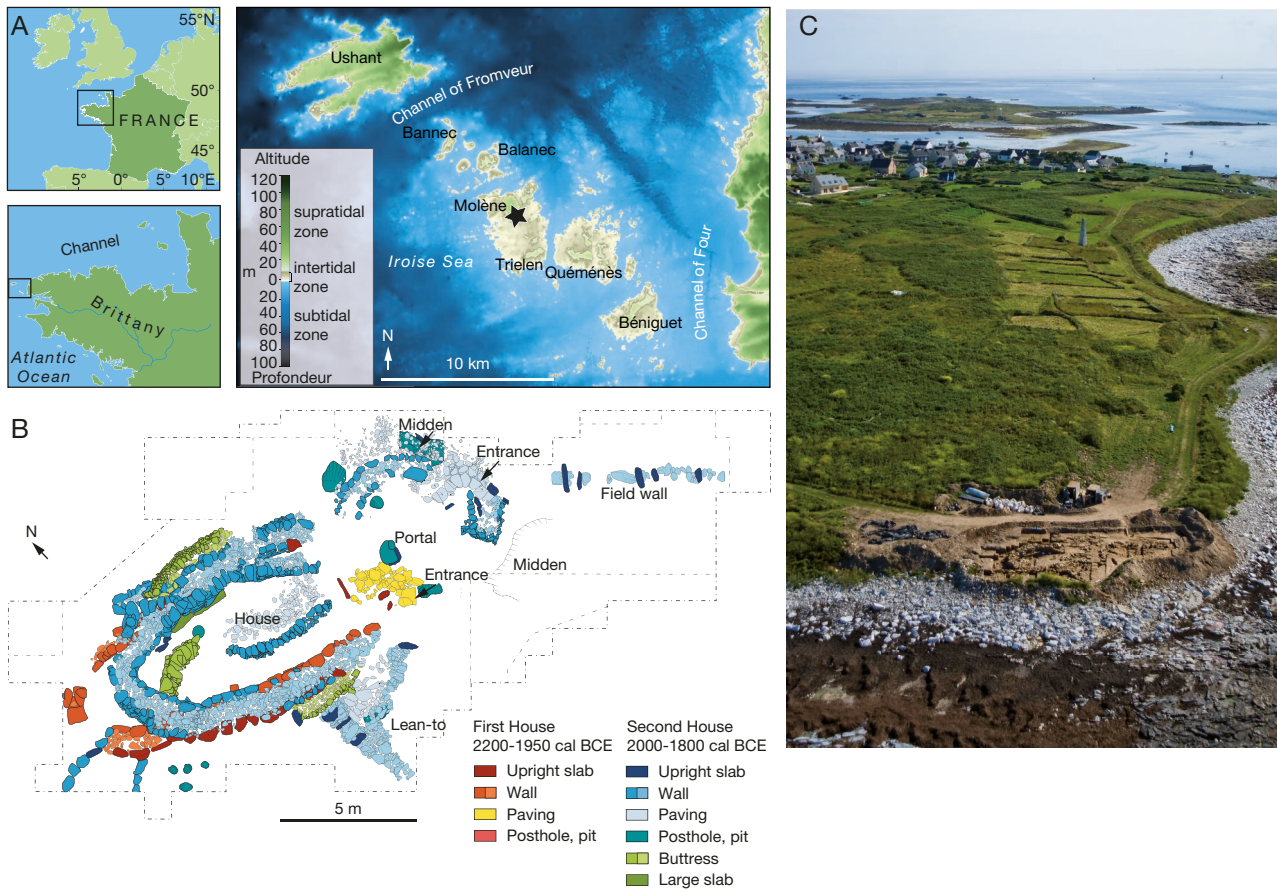 A
55°N
50°
FRANCE
45°
5°
0°
5°
10°E
Channel
Brittany
Atlantic
Ocean
Ushant
Channel of Fromveur
Bannec
Balanec
Molène
Iroise Sea
Trielen
Quéménès
Béniguet
Channel of Four
Altitude
120
100
80
60
40
20
0
20
40
60
80
100
m
supratidal
zone
intertidal
zone
subtidal
zone
Profondeur
N
10 km
B
N
Midden
Entrance
Field wall
Portal
Entrance
Midden
House
Lean-to
5 m
First House
2200-1950 cal BCE
Upright slab
Wall
Paving
Posthole, pit
Second House
2000-1800 cal BCE
Upright slab
Wall
Paving
Posthole, pit
Buttress
Large slab
C